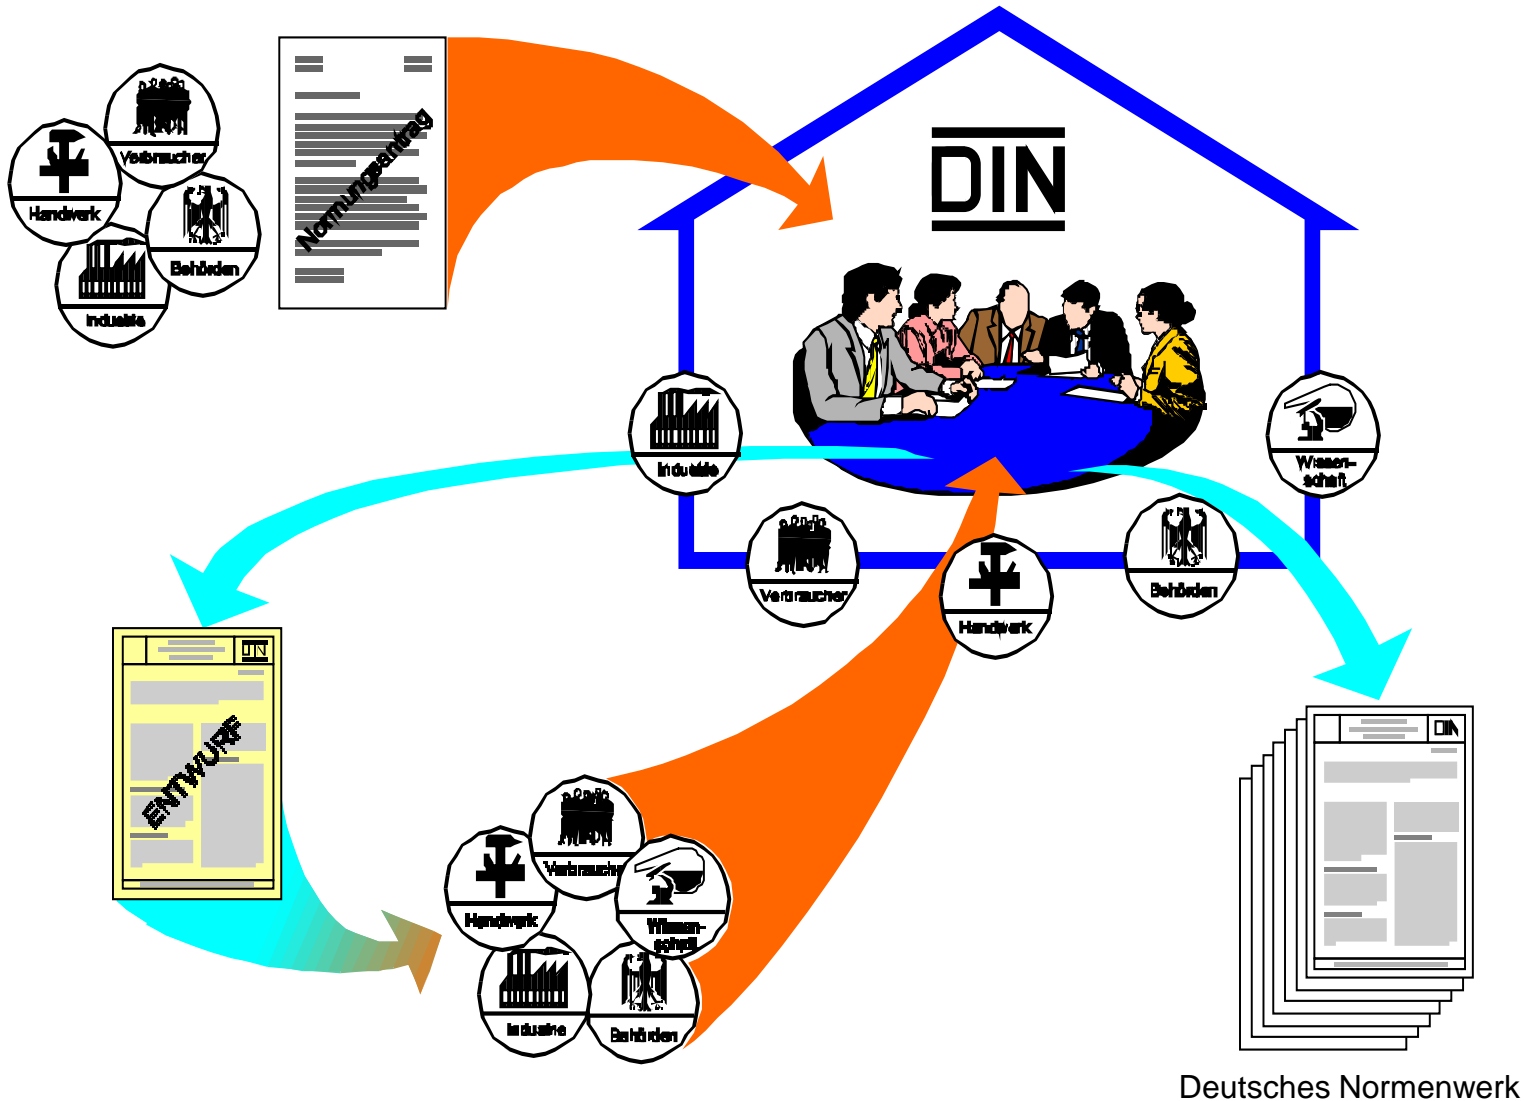 Verbraucher
Handwerk
Behörden
Industrie
Normungsantrag
DIN
Industrie
Wissen-
schaft
Verbraucher
Handwerk
Behörden
DIN
ENTWURF
Verbraucher
Handwerk
Wissen-
schaft
Industrie
Behörden
DIN
Deutsches Normenwerk